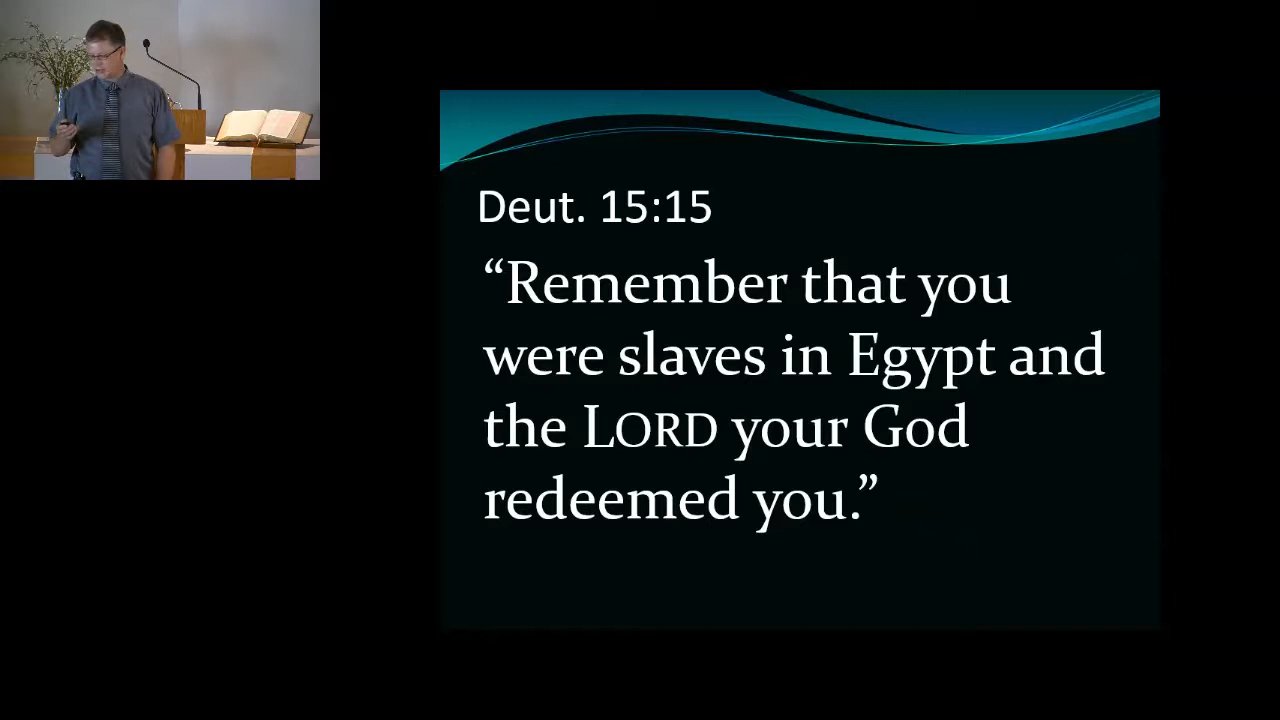 Deut. 15:15
“Remember that you
were slaves in Egypt and
the LORD your God
redeemed you.”